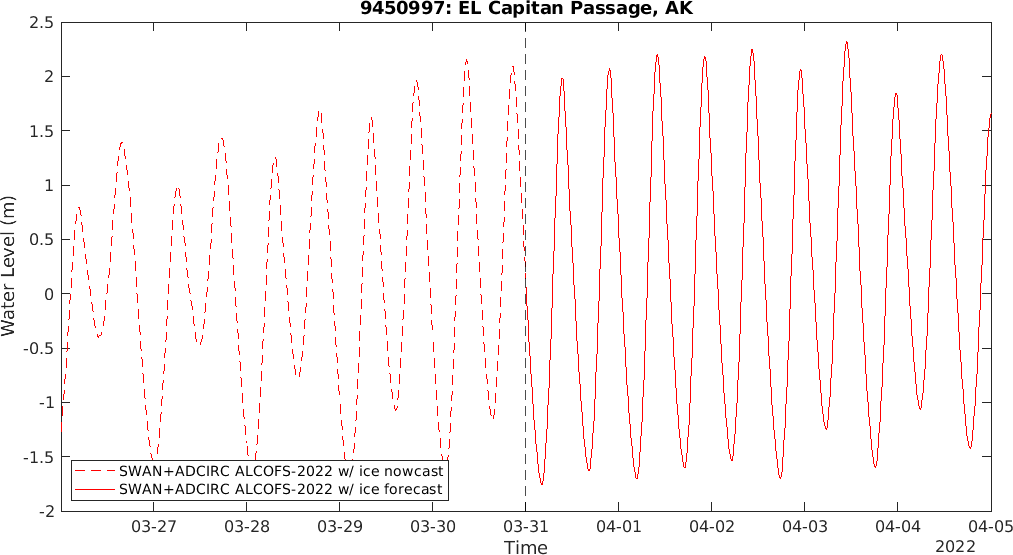 9450997: EL Capitan Passage, AK
2.5
2
1.5
1
0.5
0
-0.5
-1
-1.5
-2
Water Level (m)
SWAN+ADCIRC ALCOFS-2022 w/ ice nowcast
SWAN+ADCIRC ALCOFS-2022 w/ ice forecast
03-27 03-28 03-29 03-30 03-31 04-01 04-02 04-03 04-04 04-05
Time
2022